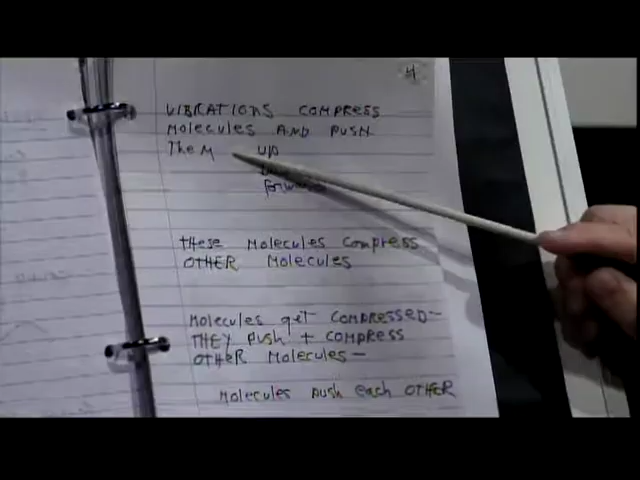 4
VIBRATIONS COMPRESS
Molecules AND PUSH
TheM up
forwards
these Molecules Compress
OTHER Molecules
Molecules get COMPRESSED-
THEY push + COMPRESS
OTHER Molecules-
Molecules push each OTHER